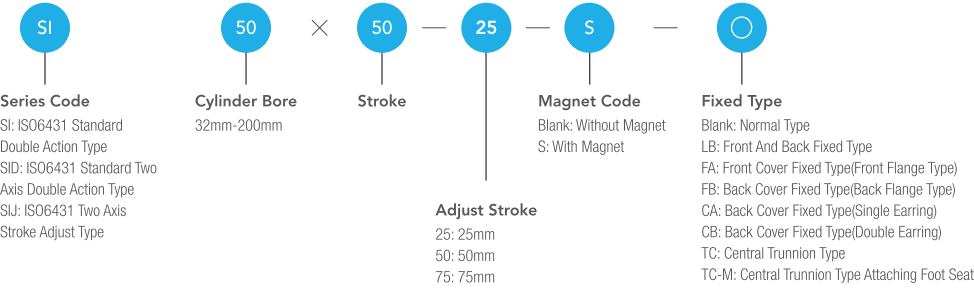 SI 50 × 50 — 25 — S — ○
Series Code
SI: ISO6431 Standard
Double Action Type
SID: ISO6431 Standard Two
Axis Double Action Type
SIJ: ISO6431 Two Axis
Stroke Adjust Type
Cylinder Bore
32mm-200mm
Stroke
Adjust Stroke
25: 25mm
50: 50mm
75: 75mm
Magnet Code
Blank: Without Magnet
S: With Magnet
Fixed Type
Blank: Normal Type
LB: Front And Back Fixed Type
FA: Front Cover Fixed Type(Front Flange Type)
FB: Back Cover Fixed Type(Back Flange Type)
CA: Back Cover Fixed Type(Single Earring)
CB: Back Cover Fixed Type(Double Earring)
TC: Central Trunnion Type
TC-M: Central Trunnion Type Attaching Foot Seat